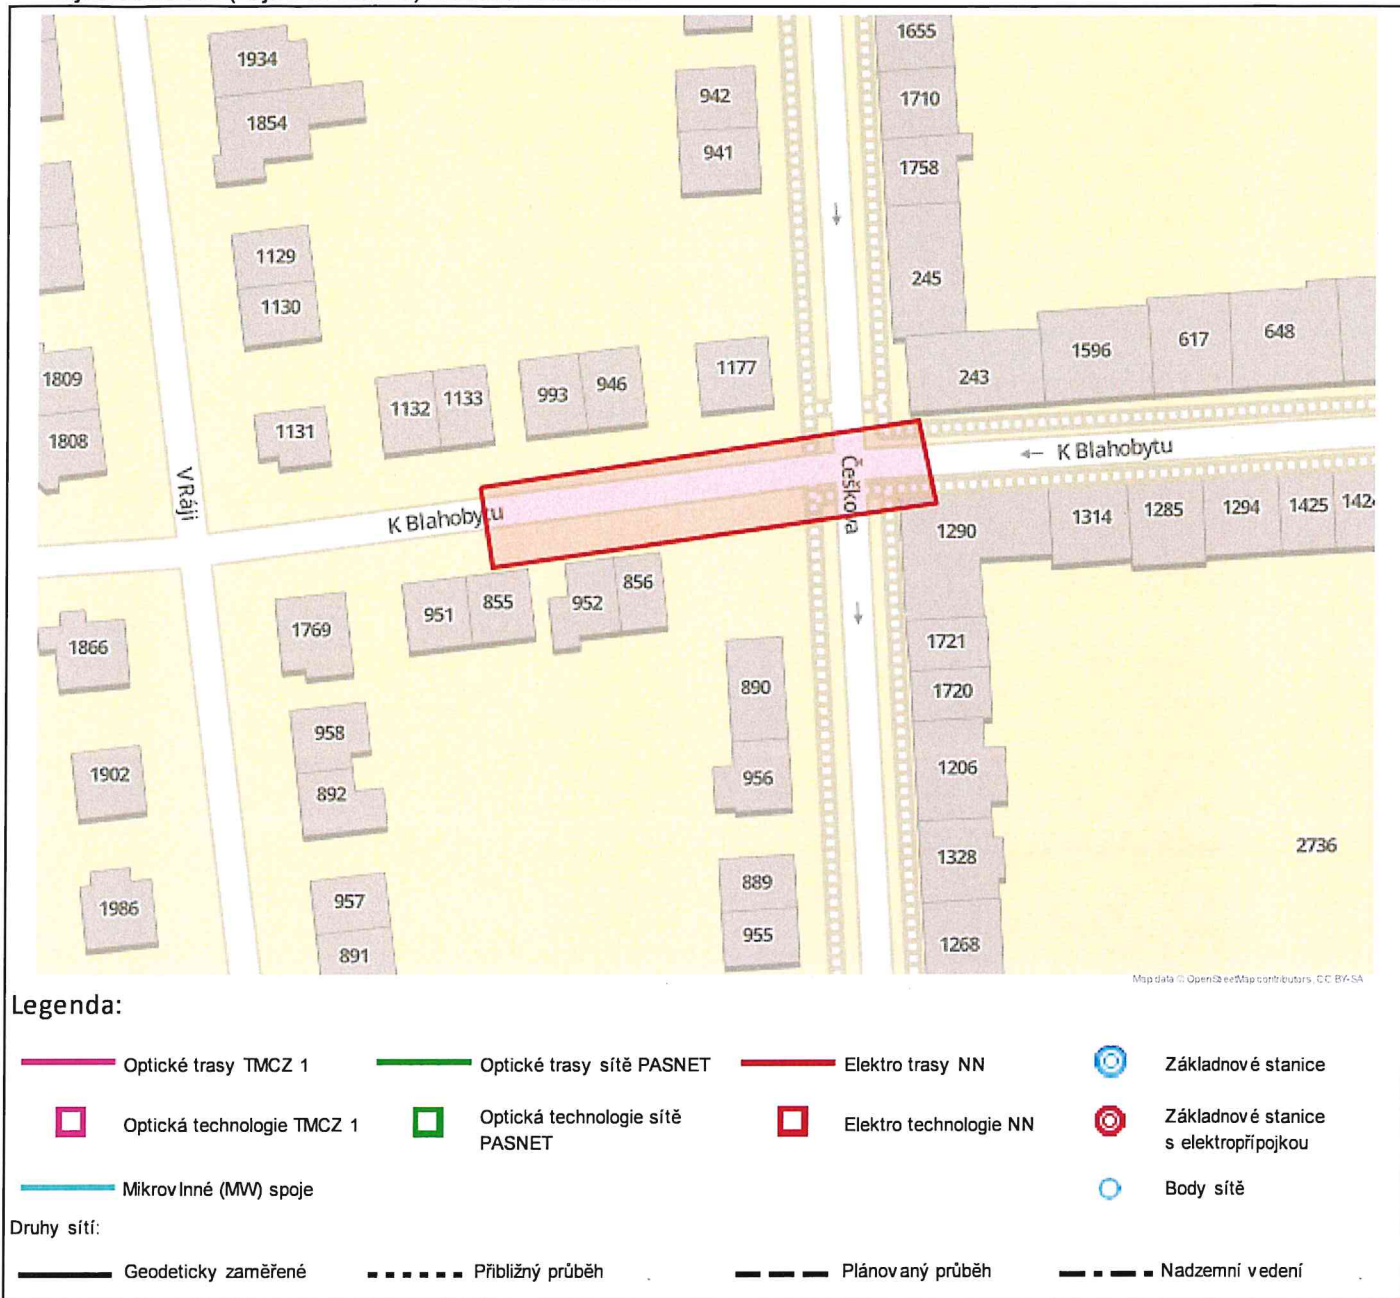 1655
1934
942
1710
1854
941
1758
1129
245
1130
617
648
1596
1177
243
1809
946
993
1133
1132
1131
1808
K Blahobytu
Češkova
V Ráji
K Blahobytu
1290
1314
1285
1294
1425
1424
951
855
952
856
1769
1866
1721
890
1720
958
1902
956
1206
892
1328
2736
889
1986
957
955
1268
891
Map data © OpenStreetMap contributors, CC BY-SA
Legenda:
Optické trasy TMCZ 1
Optické trasy sítě PASNET
Elektro trasy NN
Základnové stanice
Optická technologie TMCZ 1
Optická technologie sítě
PASNET
Elektro technologie NN
Základnové stanice
s elektropřípojkou
Mikrovlnné (MW) spoje
Body sítě
Druhy sítí:
Geodeticky zaměřené
Přibližný průběh
Plánovaný průběh
Nadzemní vedení